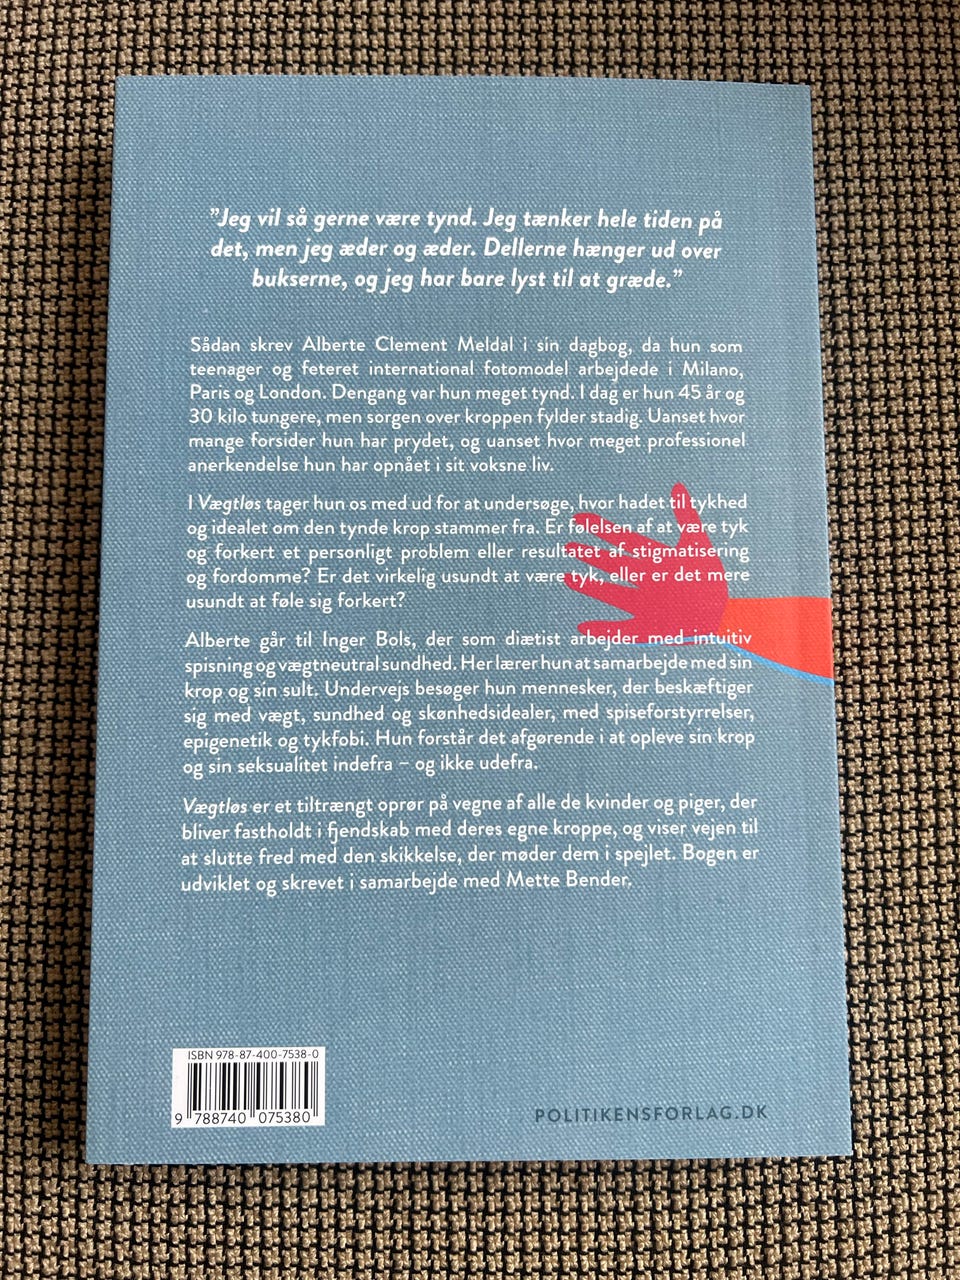 ”Jeg vil så gerne være tynd. Jeg tænker hele tiden på
det, men jeg æder og æder. Dellerne hænger ud over
bukserne, og jeg har bare lyst til at græde.”
Sådan skrev Alberte Clement Meldal i sin dagbog, da hun som
teenager og feteret international fotomodel arbejdede i Milano,
Paris og London. Dengang var hun meget tynd. I dag er hun 45 år og
30 kilo tungere, men sorgen over kroppen fylder stadig. Uanset hvor
mange forsider hun har prydet, og uanset hvor meget professionel
anerkendelse hun har opnået i sit voksne liv.
I Vægtløs tager hun os med ud for at undersøge, hvor hadet til tykhed
og idealet om den tynde krop stammer fra. Er følelsen af at være tyk
og forkert et personligt problem eller resultatet af stigmatisering
og fordomme? Er det virkelig usundt at være tyk, eller er det mere
usundt at føle sig forkert?
Alberte går til Inger Bols, der som diætist arbejder med intuitiv
spisning og vægtneutral sundhed. Her lærer hun at samarbejde med sin
krop og sin sult. Undervejs besøger hun mennesker, der beskæftiger
sig med vægt, sundhed og skønhedsidealer, med spiseforstyrrelser,
epigenetik og tykfobi. Hun forstår det afgørende i at opleve sin krop
og sin seksualitet indefra – og ikke udefra.
Vægtløs er et tiltrængt oprør på vegne af alle de kvinder og piger, der
bliver fastholdt i fjendskab med deres egne kroppe, og viser vejen til
at slutte fred med den skikkelse, der møder dem i spejlet. Bogen er
udviklet og skrevet i samarbejde med Mette Bender.
ISBN 978-87-400-7538-0
9 788740 075380
POLITIKENSFORLAG.DK